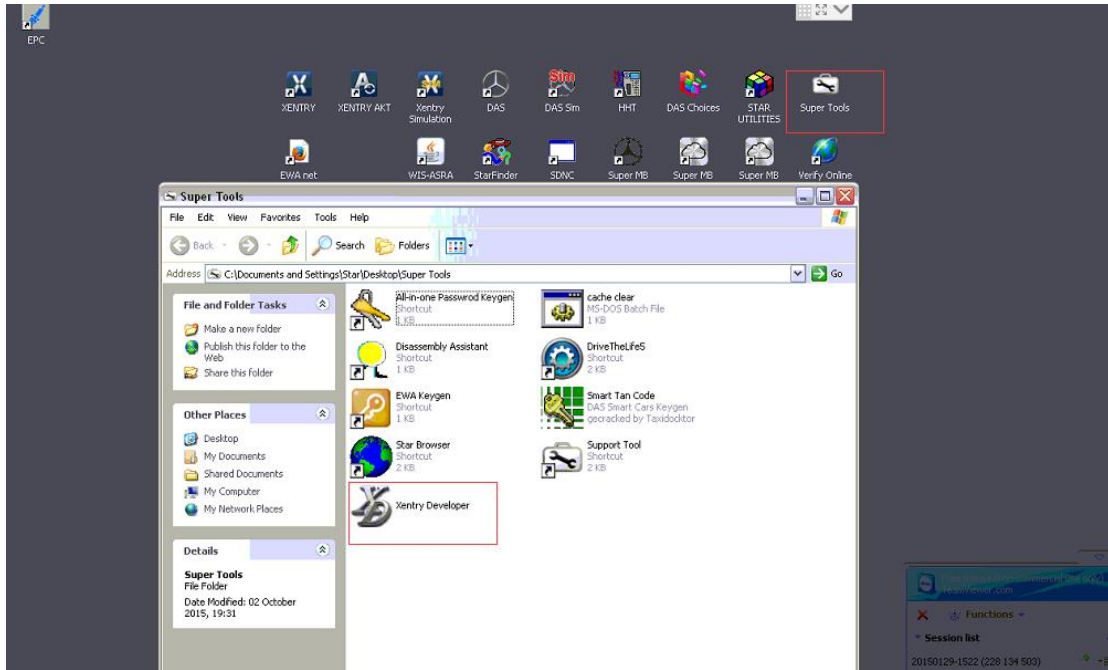 EPC
XENTRY
XENTRY AKT
Xentry
Simulation
DAS
Sim
DAS Sim
HHT
DAS Choices
STAR
UTILITIES
Super Tools
EWA net
WIS-ASRA
StarFinder
SDNC
Super MB
Super MB
Super MB
Verify Online
Super Tools
File Edit View Favorites Tools Help
Back
Search
Folders
Address
C:\Documents and Settings\Star\Desktop\Super Tools
Go
File and Folder Tasks
Make a new folder
Publish this folder to the
Web
Share this folder
Other Places
Desktop
My Documents
Shared Documents
My Computer
My Network Places
Details
Super Tools
File Folder
Date Modified: 02 October
2015, 19:31
All-in-one Passwrod Keygen
Shortcut
1 KB
cache clear
MS-DOS Batch File
1 KB
Disassembly Assistant
Shortcut
1 KB
DriveTheLife5
Shortcut
2 KB
EWA Keygen
Shortcut
1 KB
Smart Tan Code
DAS Smart Cars Keygen
gecracked by Taxidocktor
Star Browser
Shortcut
2 KB
Support Tool
Shortcut
2 KB
Xentry Developer
TeamViewer.com
Functions
Session list
20150129-1522 (228 134 503)